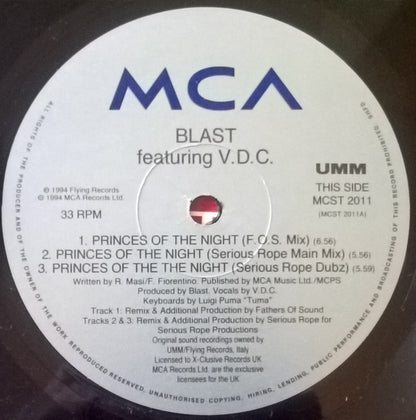 MCA
BLAST
featuring V.D.C.
UMM
℗ 1994 Flying Records
© 1994 MCA Records Ltd.
THIS SIDE
MCST 2011
(MCST 2011A)
33 RPM
1. PRINCES OF THE NIGHT (F.O.S. Mix) (6.56)
2. PRINCES OF THE NIGHT (Serious Rope Main Mix) (5.56)
3. PRINCES OF THE THE NIGHT (Serious Rope Dubz) (5.59)
Written by R. Masi/F. Fiorentino. Published by MCA Music Ltd./MCPS
Produced by Blast. Vocals by V.D.C.
Keyboards by Luigi Puma "Tuma"
Track 1: Remix & Additional Production by Fathers Of Sound
Tracks 2 & 3: Remix & Additional Production by Serious Rope for
Serious Rope Productions
Original sound recordings owned by
UMM/Flying Records, Italy
Licensed to X-Clusive Records UK
MCA Records Ltd. are the exclusive
licensees for the UK
ALL RIGHTS OF THE PRODUCER AND OF THE OWNER OF THE WORK REPRODUCED RESERVED. UNAUTHORISED COPYING, HIRING, LENDING, PUBLIC PERFORMANCE AND BROADCASTING OF THIS RECORD PROHIBITED